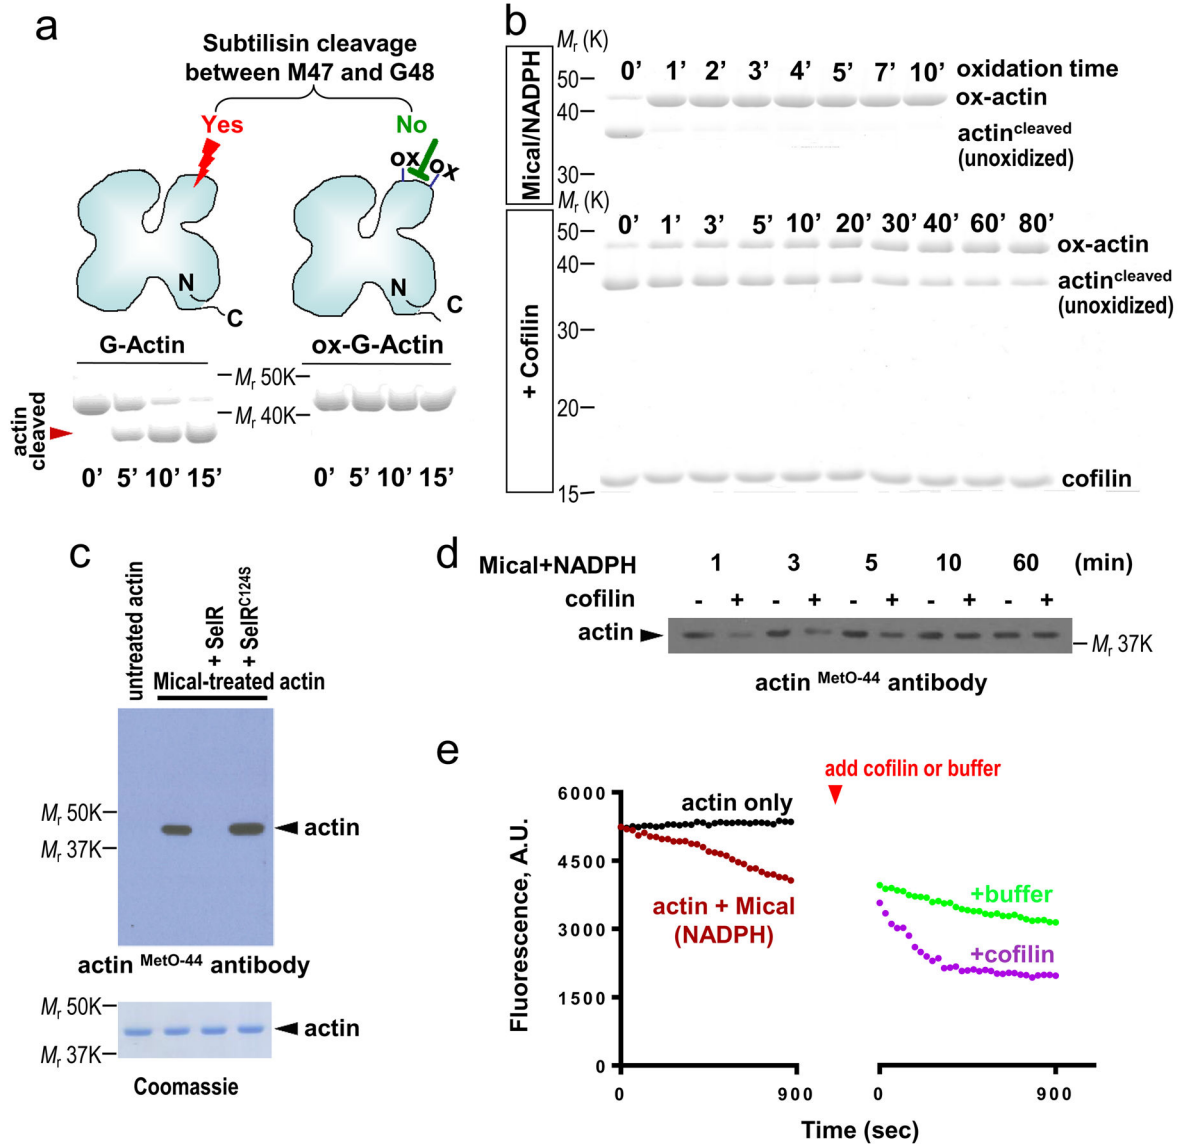 a
Subtilisin cleavage
between M47 and G48
Yes
No
ox
ox
N
C
N
C
G-Actin
ox-G-Actin
Mr 50K
Mr 40K
actin
cleaved
0' 5' 10' 15'
0' 5' 10' 15'
b
Mr (K)
Mical/NADPH
50
40
30
0' 1' 2' 3' 4' 5' 7' 10' oxidation time
ox-actin
actin cleaved
(unoxidized)
Mr (K)
+ Cofilin
50
40
30
20
15
0' 1' 3' 5' 10' 20' 30' 40' 60' 80'
ox-actin
actin cleaved
(unoxidized)
cofilin
c
untreated actin
+ SelR
+ SelR C124S
Mical-treated actin
Mr 50K
Mr 37K
actin
actin MetO-44 antibody
Mr 50K
Mr 37K
actin
Coomassie
d
Mical+NADPH 1 3 5 10 60 (min)
cofilin - + - + - + - + - +
actin
Mr 37K
actin MetO-44 antibody
e
add cofilin or buffer
Fluorescence, A.U.
6000
4500
3000
1500
0
actin only
actin + Mical
(NADPH)
+buffer
+cofilin
0 900 0 900
Time (sec)